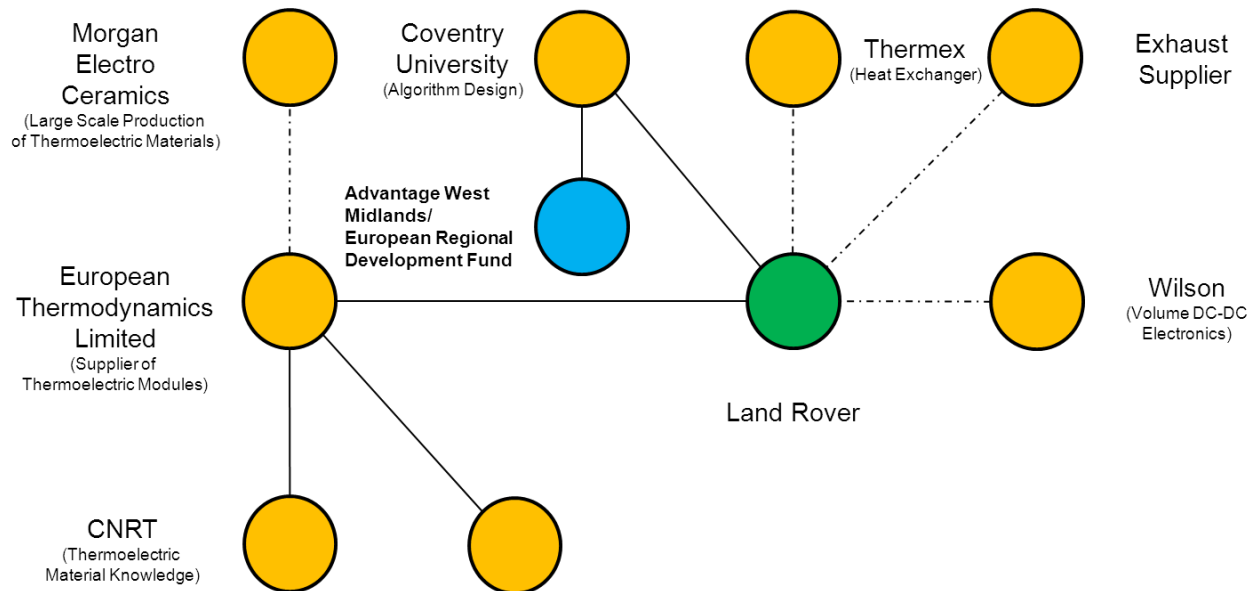 Morgan
Electro
Ceramics
(Large Scale Production
of Thermoelectric Materials)
Coventry
University
(Algorithm Design)
Thermex
(Heat Exchanger)
Exhaust
Supplier
Advantage West
Midlands/
European Regional
Development Fund
European
Thermodynamics
Limited
(Supplier of
Thermoelectric Modules)
Wilson
(Volume DC-DC
Electronics)
Land Rover
CNRT
(Thermoelectric
Material Knowledge)